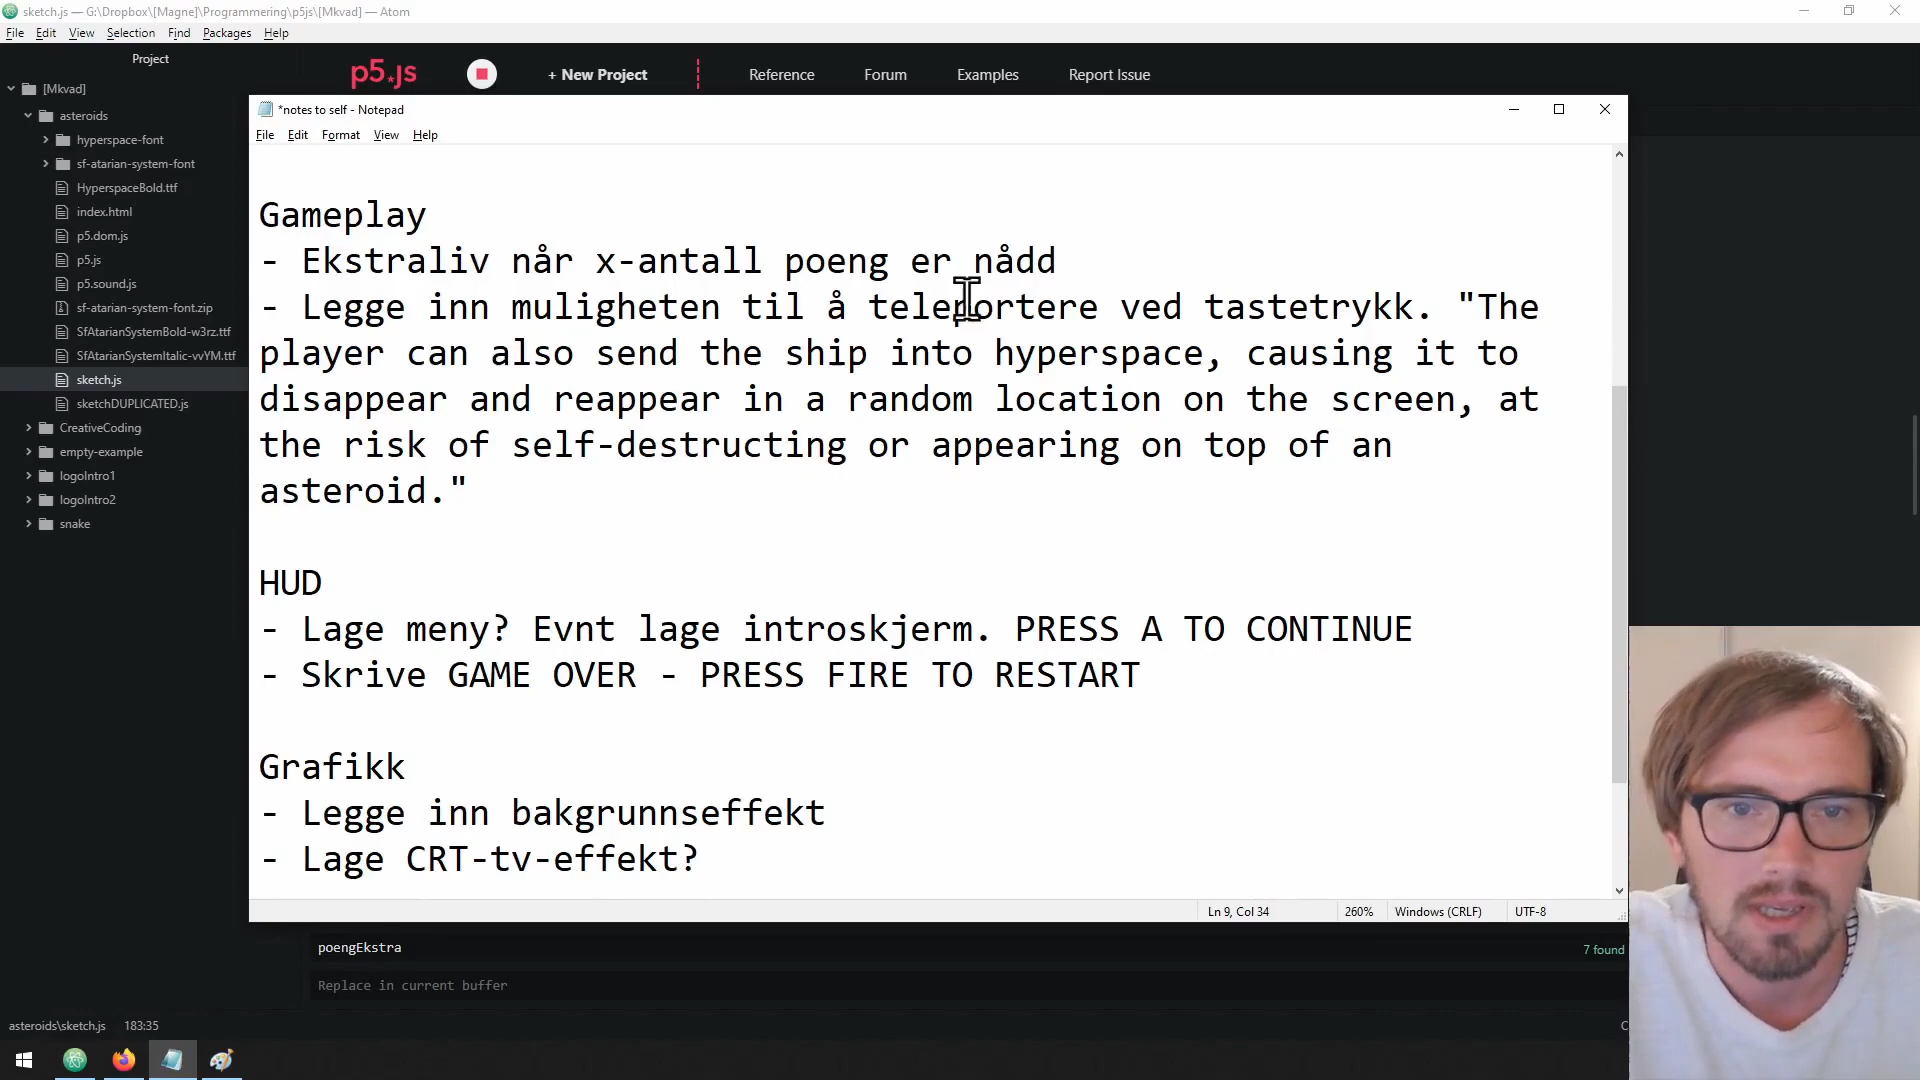 sketch.js — G:\Dropbox\[Magne]\Programmering\p5js\[Mkvad] — Atom
File Edit View Selection Find Packages Help
Project
p5.js + New Project Reference Forum Examples Report Issue
[Mkvad]
asteroids
hyperspace-font
sf-atarian-system-font
HyperspaceBold.ttf
index.html
p5.dom.js
p5.js
p5.sound.js
sf-atarian-system-font.zip
SfAtarianSystemBold-w3rz.ttf
SfAtarianSystemItalic-vvYM.ttf
sketch.js
sketchDUPLICATED.js
CreativeCoding
empty-example
logoIntro1
logoIntro2
snake
*notes to self - Notepad
File Edit Format View Help
Gameplay
- Ekstraliv når x-antall poeng er nådd
- Legge inn muligheten til å teleportere ved tastetrykk. "The
player can also send the ship into hyperspace, causing it to
disappear and reappear in a random location on the screen, at
the risk of self-destructing or appearing on top of an
asteroid."
HUD
- Lage meny? Evnt lage introskjerm. PRESS A TO CONTINUE
- Skrive GAME OVER - PRESS FIRE TO RESTART
Grafikk
- Legge inn bakgrunnseffekt
- Lage CRT-tv-effekt?
Ln 9, Col 34 260% Windows (CRLF) UTF-8
poengEkstra 7 found
Replace in current buffer
asteroids\sketch.js 183:35